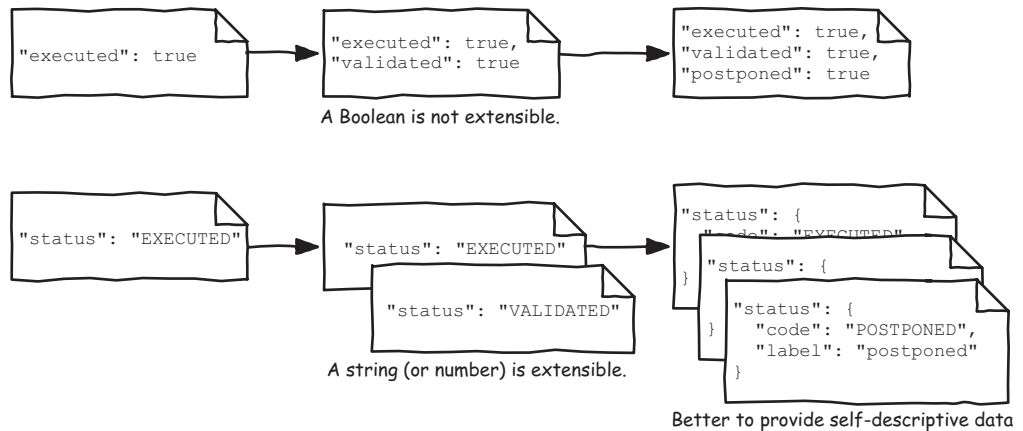 "executed": true
"executed": true,
"validated": true
"executed": true,
"validated": true,
"postponed": true
A Boolean is not extensible.
"status": "EXECUTED"
"status": "EXECUTED"
"status": "VALIDATED"
A string (or number) is extensible.
"status": {
"code": "EXECUTED"
}
"status": {
}
"status": {
"code": "POSTPONED",
"label": "postponed"
}
Better to provide self-descriptive data